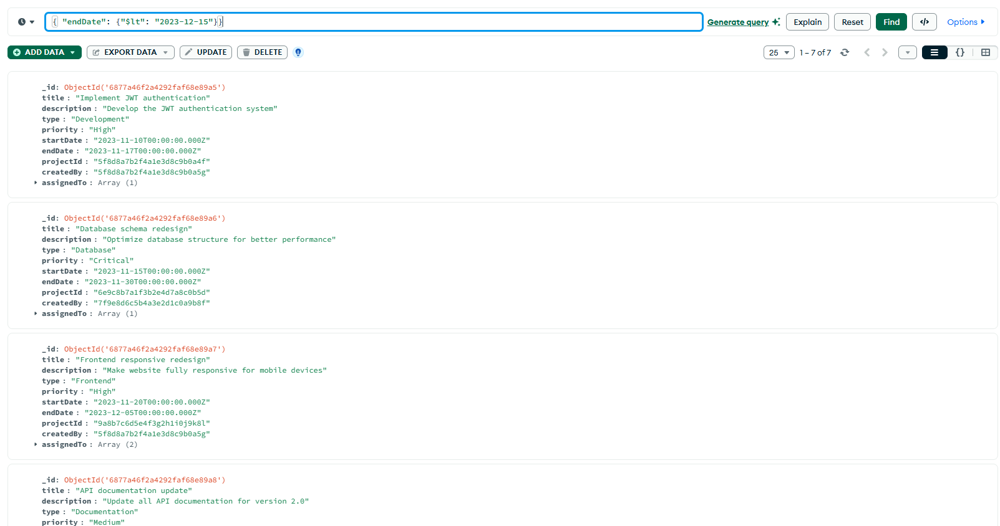 { "endDate": {"$lt": "2023-12-15"}}
Generate query
Explain
Reset
Find
</>
Options
ADD DATA
EXPORT DATA
UPDATE
DELETE
25
1 – 7 of 7
{}
_id: ObjectId('6877a46f2a4292faf68e89a5')
title : "Implement JWT authentication"
description : "Develop the JWT authentication system"
type : "Development"
priority : "High"
startDate : "2023-11-10T00:00:00.000Z"
endDate : "2023-11-17T00:00:00.000Z"
projectId : "5f8d8a7b2f4a1e3d8c9b0a4f"
createdBy : "5f8d8a7b2f4a1e3d8c9b0a5g"
assignedTo : Array (1)
_id: ObjectId('6877a46f2a4292faf68e89a6')
title : "Database schema redesign"
description : "Optimize database structure for better performance"
type : "Database"
priority : "Critical"
startDate : "2023-11-15T00:00:00.000Z"
endDate : "2023-11-30T00:00:00.000Z"
projectId : "6e9c8b7a1f3b2e4d7a8c0b5d"
createdBy : "7f9e8d6c5b4a3e2d1c0a9b8f"
assignedTo : Array (1)
_id: ObjectId('6877a46f2a4292faf68e89a7')
title : "Frontend responsive redesign"
description : "Make website fully responsive for mobile devices"
type : "Frontend"
priority : "High"
startDate : "2023-11-20T00:00:00.000Z"
endDate : "2023-12-05T00:00:00.000Z"
projectId : "9a8b7c6d5e4f3g2h1i0j9k8l"
createdBy : "5f8d8a7b2f4a1e3d8c9b0a5g"
assignedTo : Array (2)
_id: ObjectId('6877a46f2a4292faf68e89a8')
title : "API documentation update"
description : "Update all API documentation for version 2.0"
type : "Documentation"
priority : "Medium"